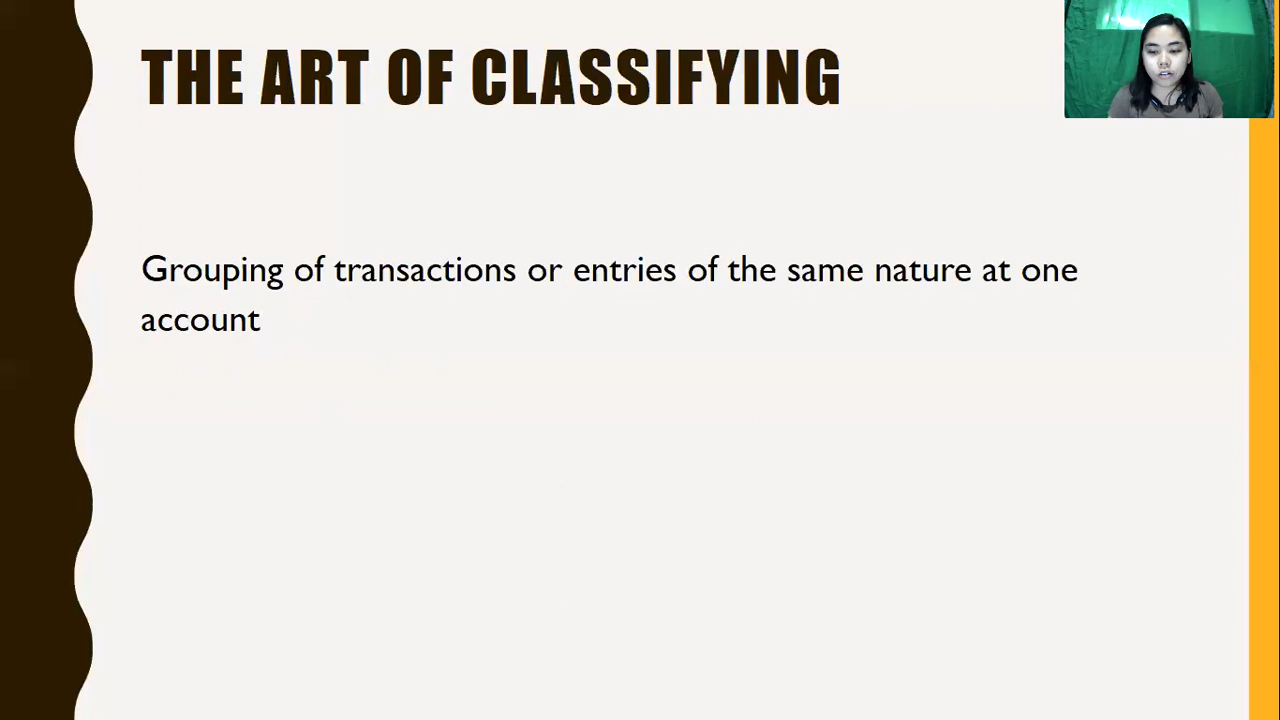 THE ART OF CLASSIFYING
Grouping of transactions or entries of the same nature at one
account